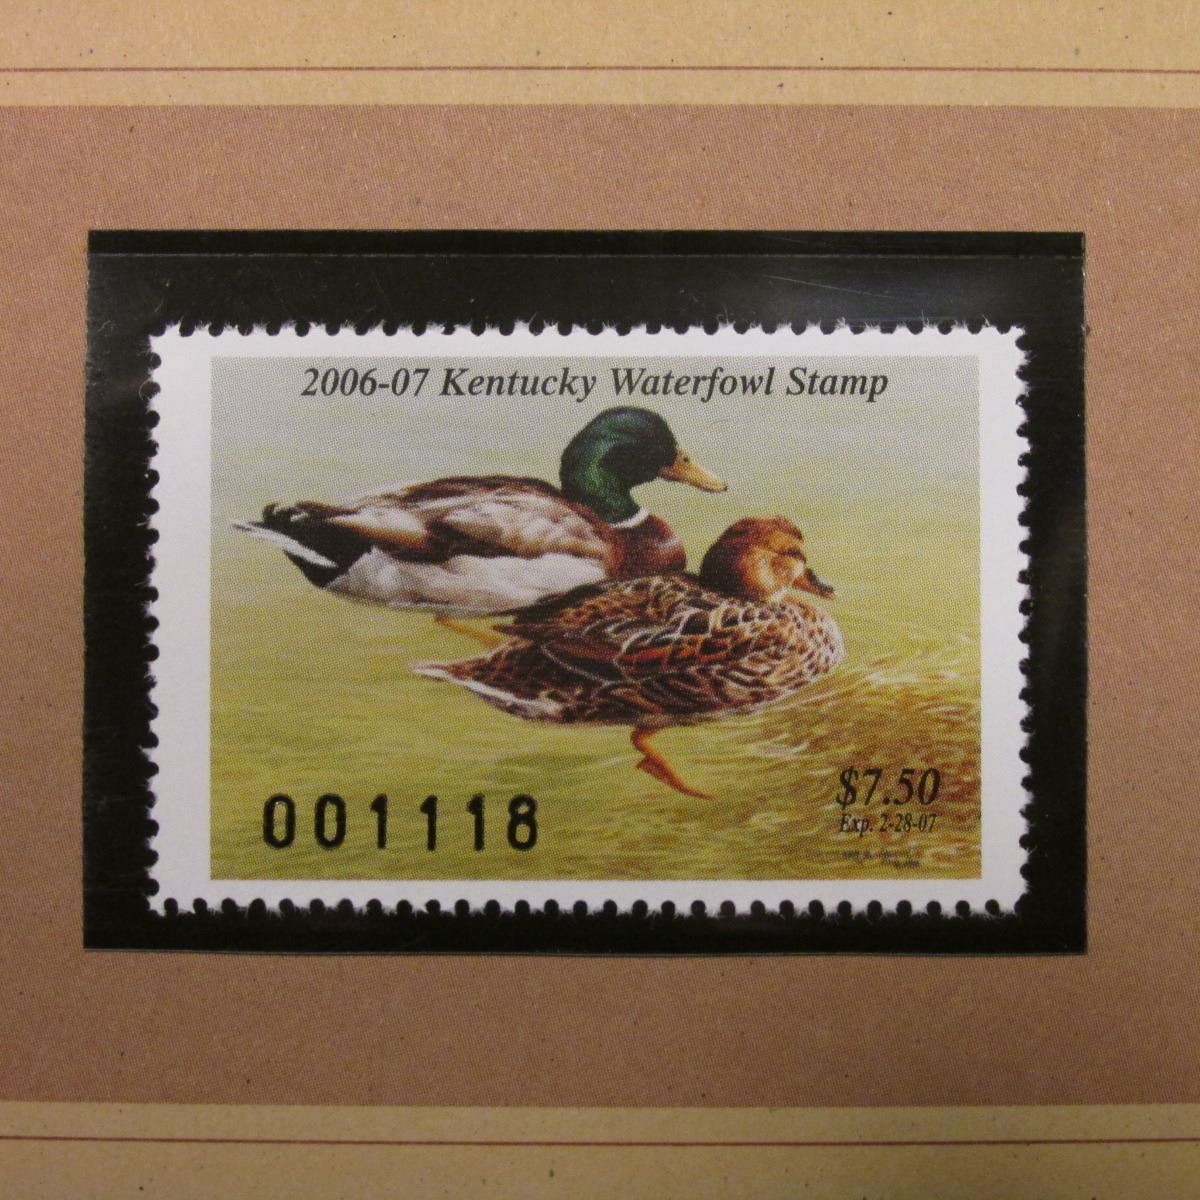 2006-07 Kentucky Waterfowl Stamp
001118
$7.50
Exp. 2-28-07